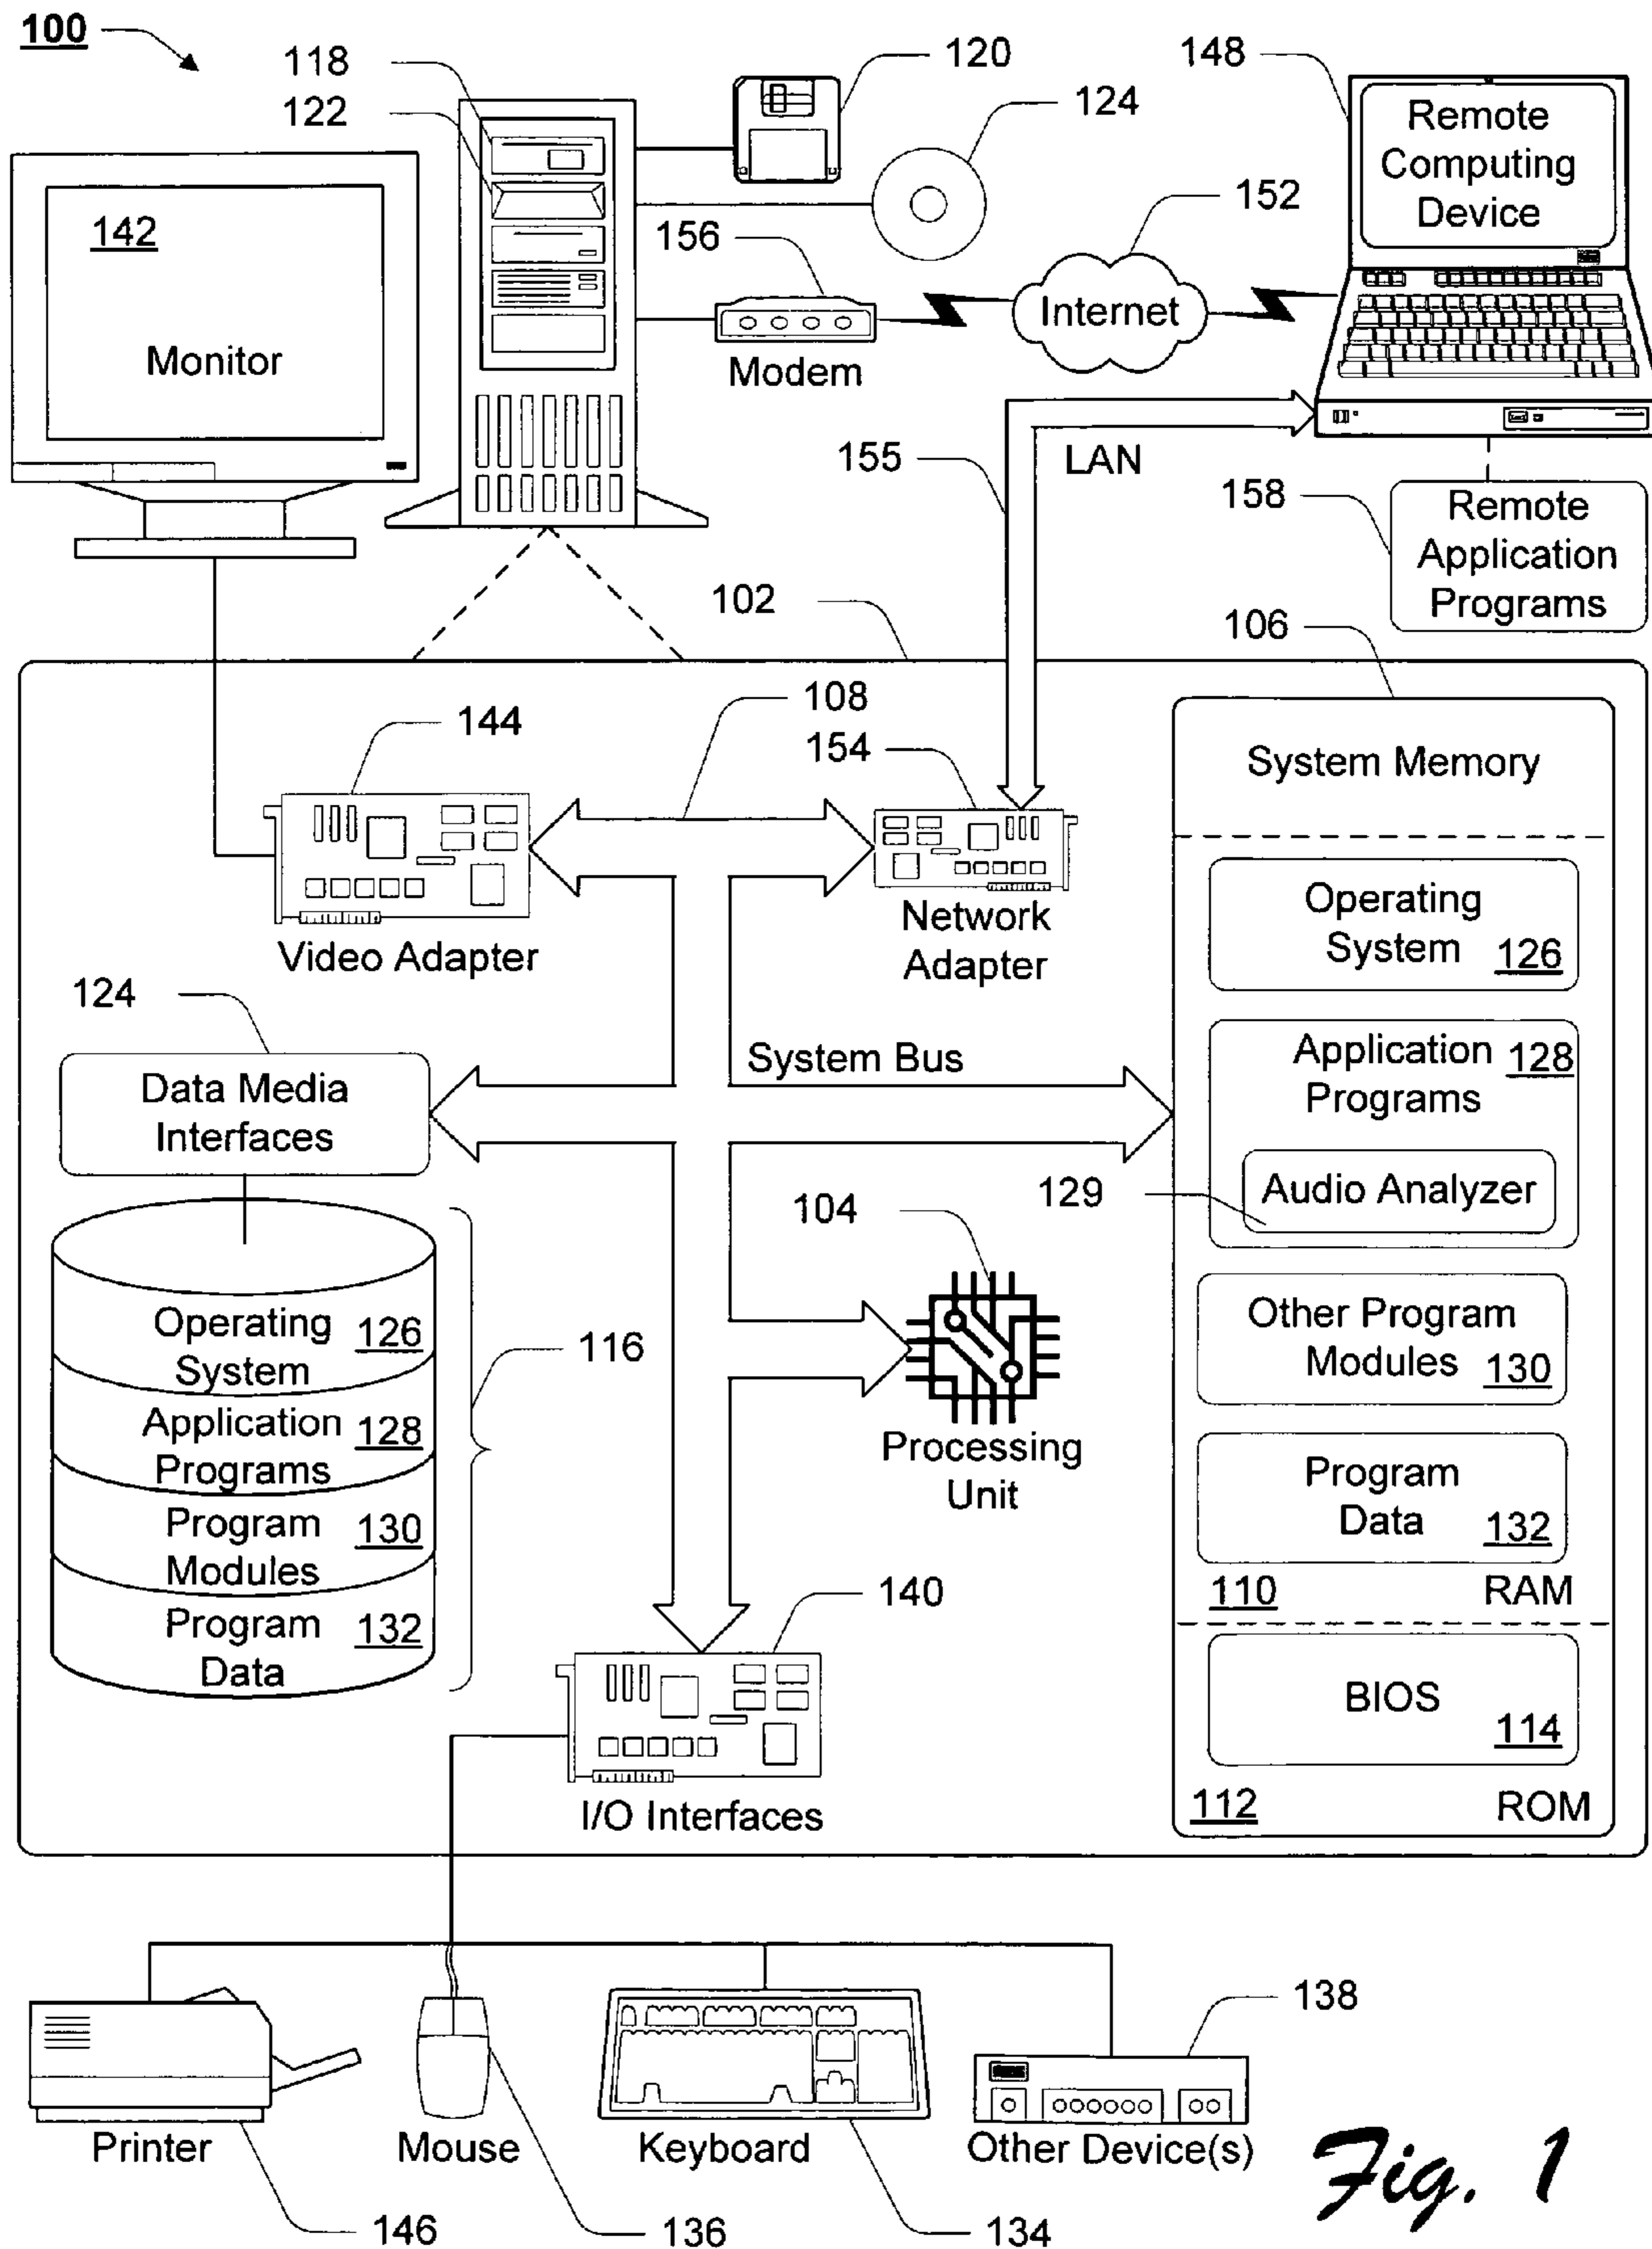 100
118
122
120
124
148
Remote
Computing
Device
142
Monitor
156
Modem
152
Internet
155
LAN
158
Remote
Application
Programs
102
106
108
144
154
Video Adapter
Network
Adapter
System Memory
Operating
System 126
124
Data Media
Interfaces
System Bus
Application 128
Programs
129
Audio Analyzer
104
Processing
Unit
Other Program
Modules 130
Operating 126
System
Application 128
Programs
Program 130
Modules
Program 132
Data
116
Program
Data 132
110 RAM
140
I/O Interfaces
BIOS
114
112 ROM
138
Printer
Mouse
Keyboard
Other Device(s)
146
136
134
Fig. 1